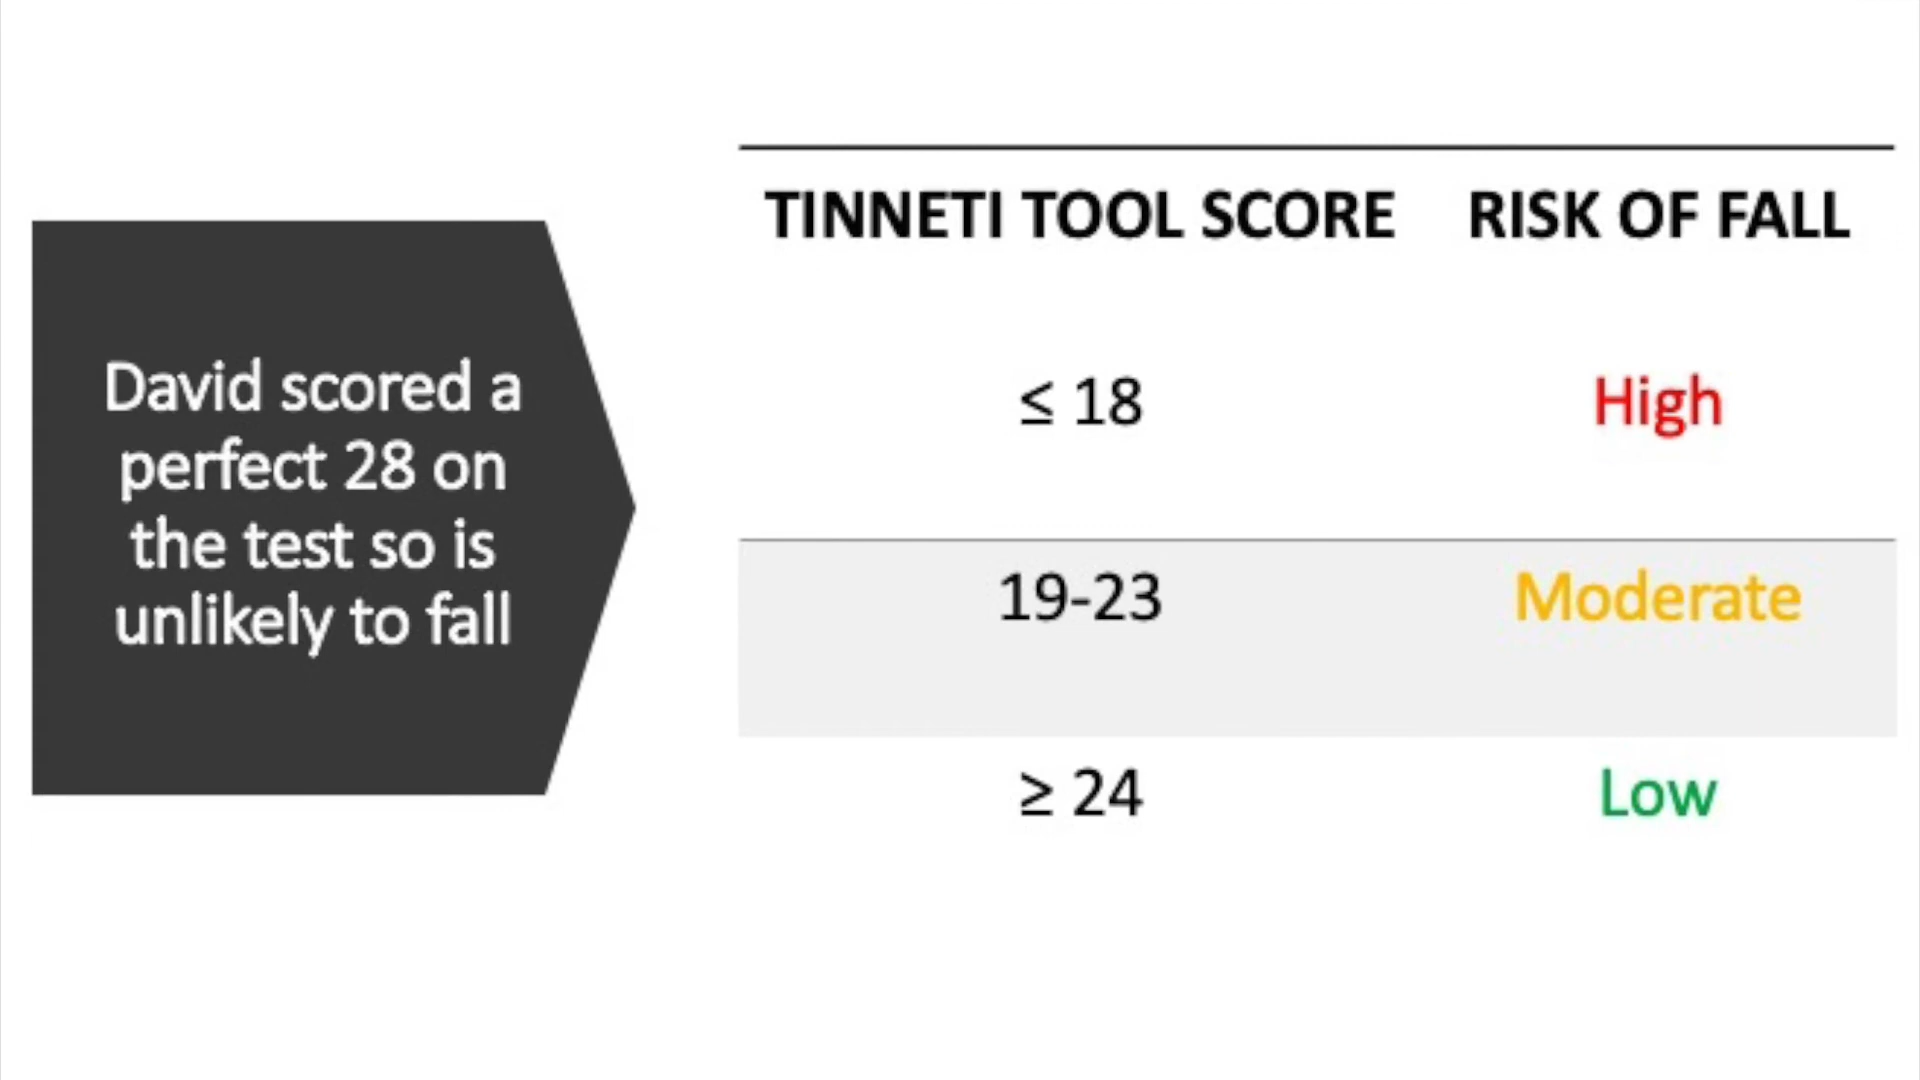 David scored a
perfect 28 on
the test so is
unlikely to fall
TINNETI TOOL SCORE RISK OF FALL
≤ 18 High
19-23 Moderate
≥ 24 Low